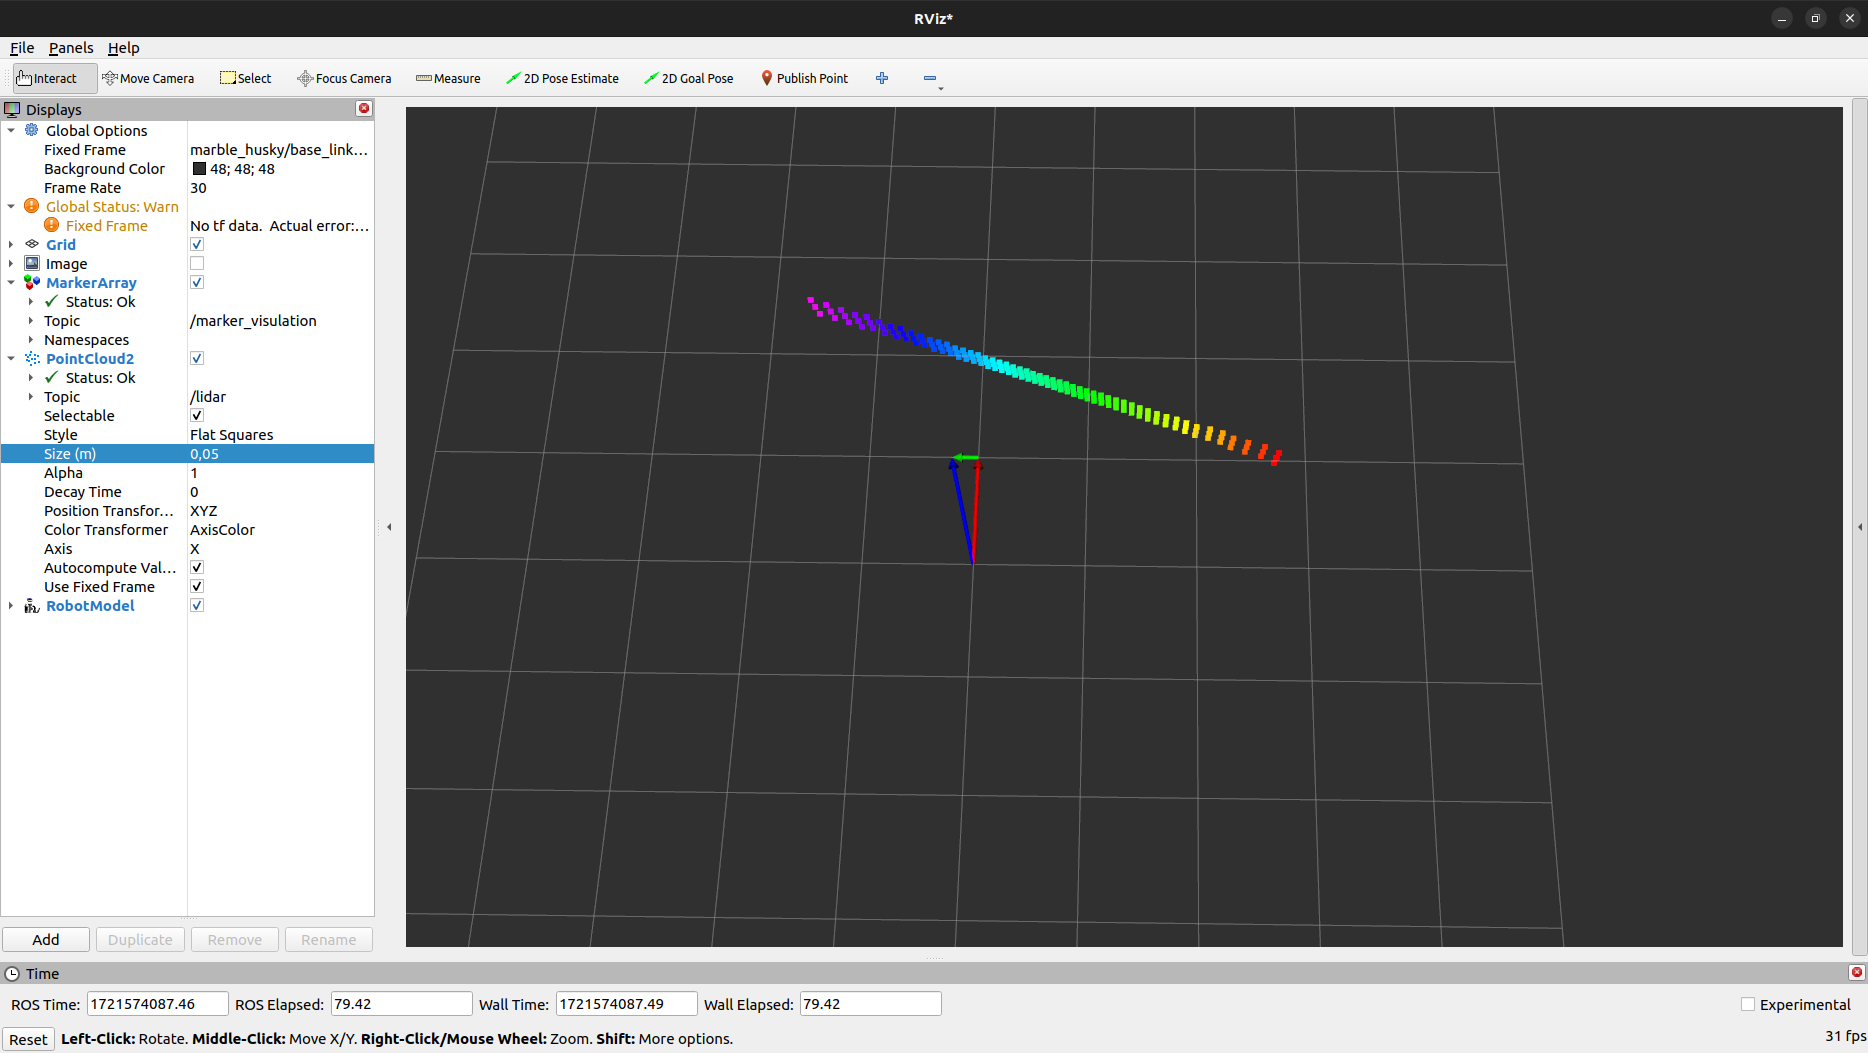 RViz*
File Panels Help
Interact Move Camera Select Focus Camera Measure 2D Pose Estimate 2D Goal Pose Publish Point
Displays
Global Options
Fixed Frame marble_husky/base_link...
Background Color 48; 48; 48
Frame Rate 30
Global Status: Warn
Fixed Frame No tf data. Actual error:...
Grid
Image
MarkerArray
Status: Ok
Topic /marker_visulation
Namespaces
PointCloud2
Status: Ok
Topic /lidar
Selectable
Style Flat Squares
Size (m) 0,05
Alpha 1
Decay Time 0
Position Transfor... XYZ
Color Transformer AxisColor
Axis X
Autocompute Val...
Use Fixed Frame
RobotModel
Add Duplicate Remove Rename
Time
ROS Time: 1721574087.46 ROS Elapsed: 79.42 Wall Time: 1721574087.49 Wall Elapsed: 79.42 Experimental
Reset Left-Click: Rotate. Middle-Click: Move X/Y. Right-Click/Mouse Wheel: Zoom. Shift: More options. 31 fps